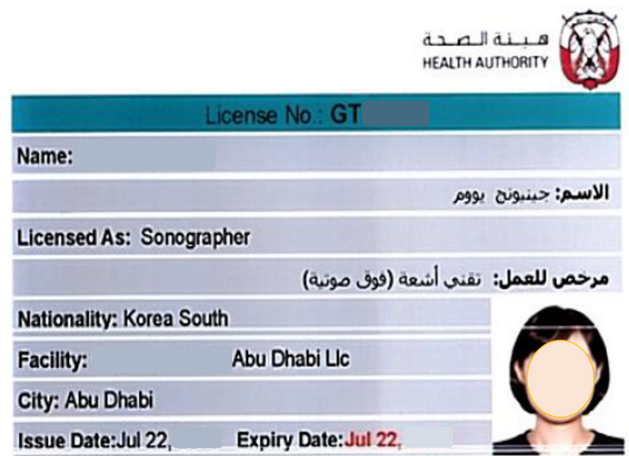 هيئة الصحة
HEALTH AUTHORITY
License No.: GT
Name:
الاسم: جينبونج يووم
Licensed As: Sonographer
مرخص للعمل: تقني أشعة (فوق صوتية)
Nationality: Korea South
Facility: Abu Dhabi Llc
City: Abu Dhabi
Issue Date:Jul 22, Expiry Date:Jul 22,